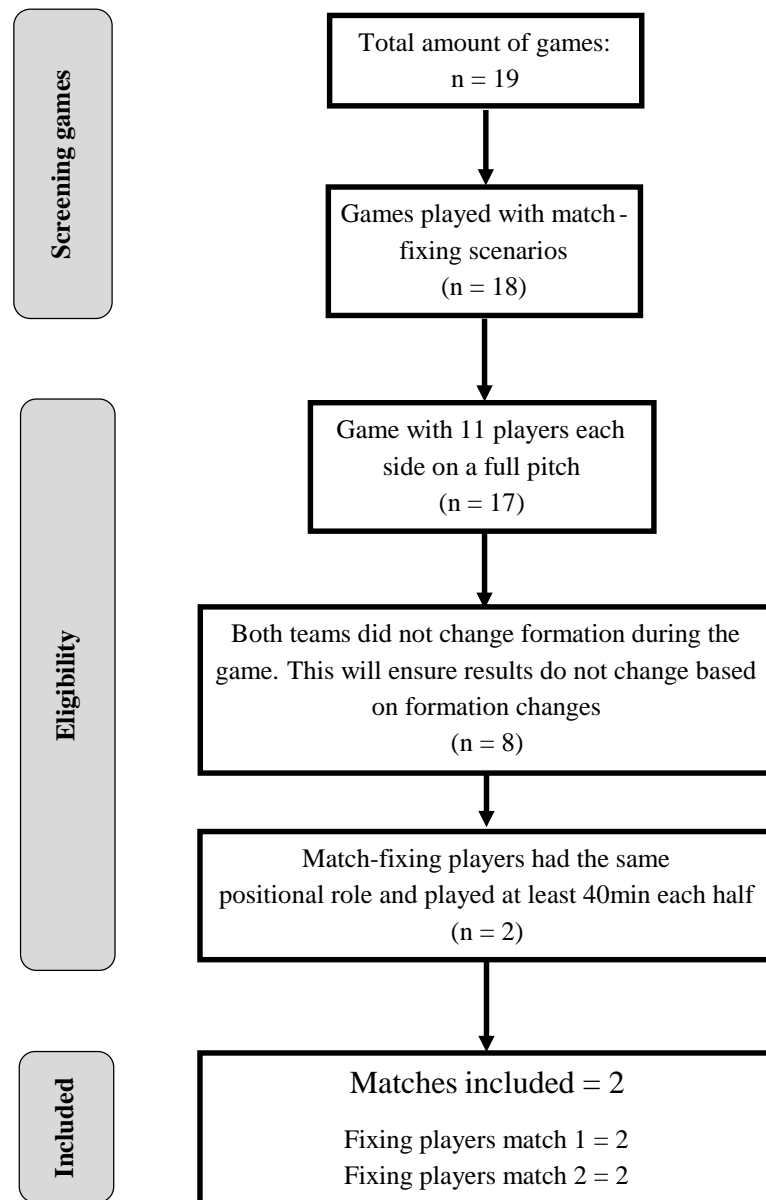 Screening games
Total amount of games:
n = 19
Games played with match-
fixing scenarios
(n = 18)
Eligibility
Game with 11 players each
side on a full pitch
(n = 17)
Both teams did not change formation during the
game. This will ensure results do not change based
on formation changes
(n = 8)
Match-fixing players had the same
positional role and played at least 40min each half
(n = 2)
Included
Matches included = 2
Fixing players match 1 = 2
Fixing players match 2 = 2